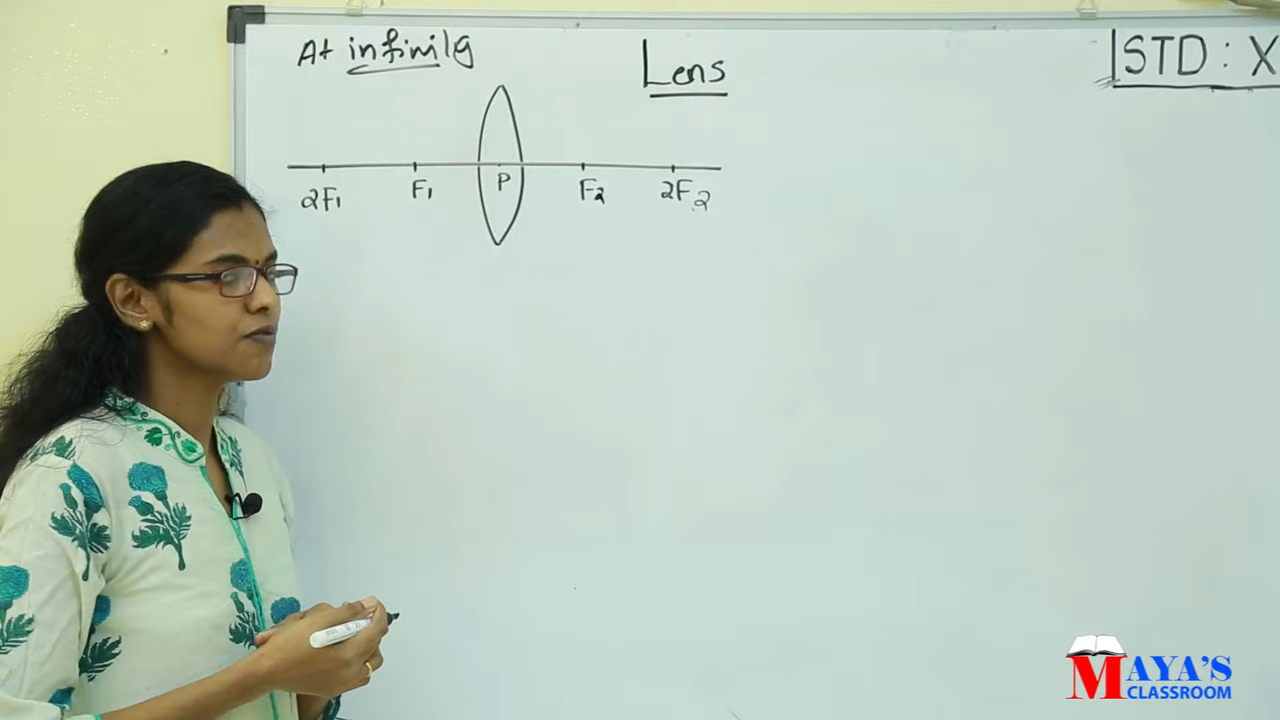 At infinity
Lens
STD : X
2F1
F1
P
F2
2F2
MAYA'S
CLASSROOM